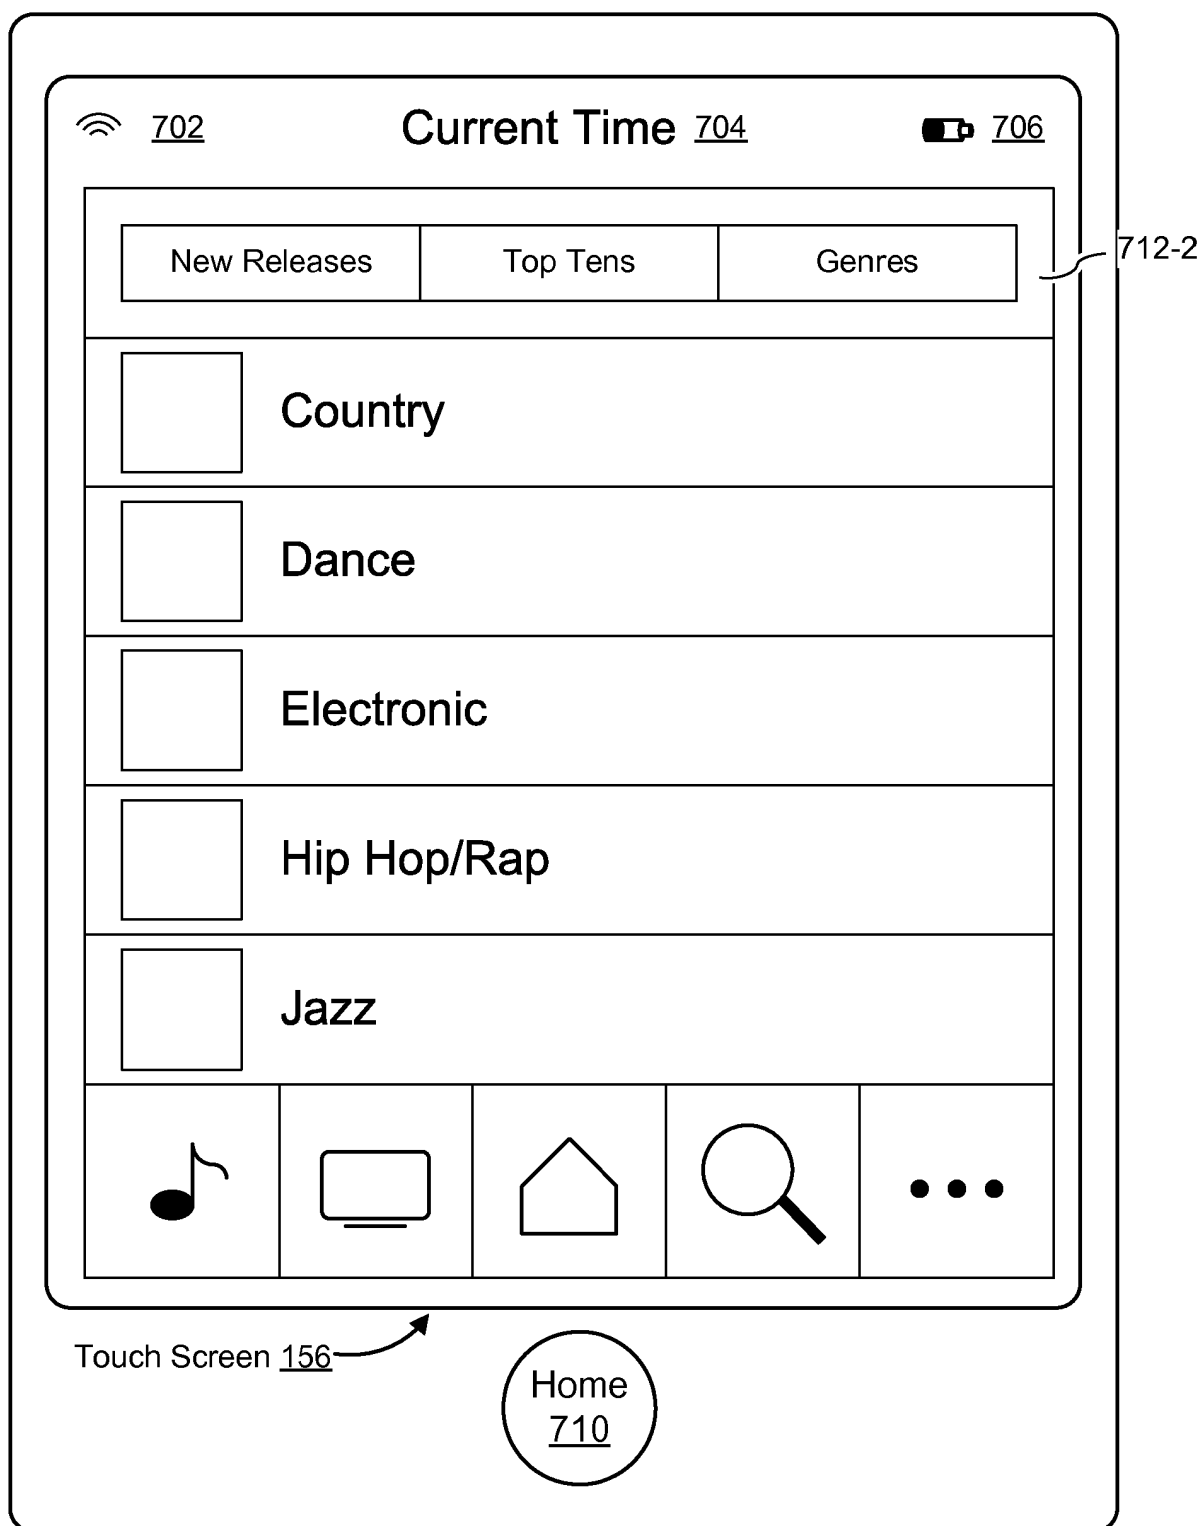 702 Current Time 704 706
New Releases Top Tens Genres
712-2
Country
Dance
Electronic
Hip Hop/Rap
Jazz
Touch Screen 156
Home
710